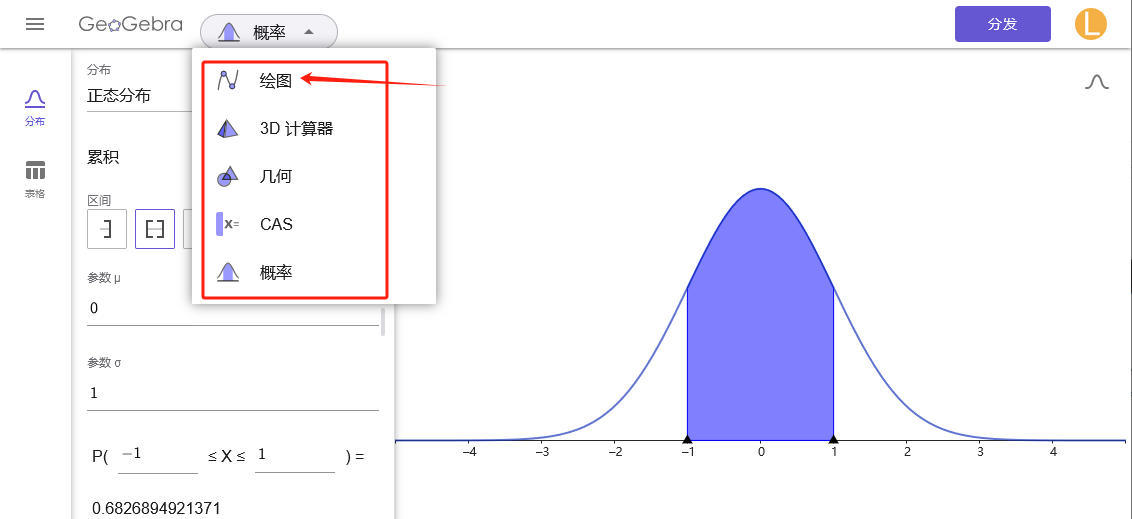 GeoGebra
概率
分发
L
绘图
3D 计算器
几何
CAS
x=
概率
分布
表格
分布
正态分布
累积
区间
参数 μ
0
参数 σ
1
P( −1 ≤ X ≤ 1 ) =
0.6826894921371
−4 −3 −2 −1 0 1 2 3 4